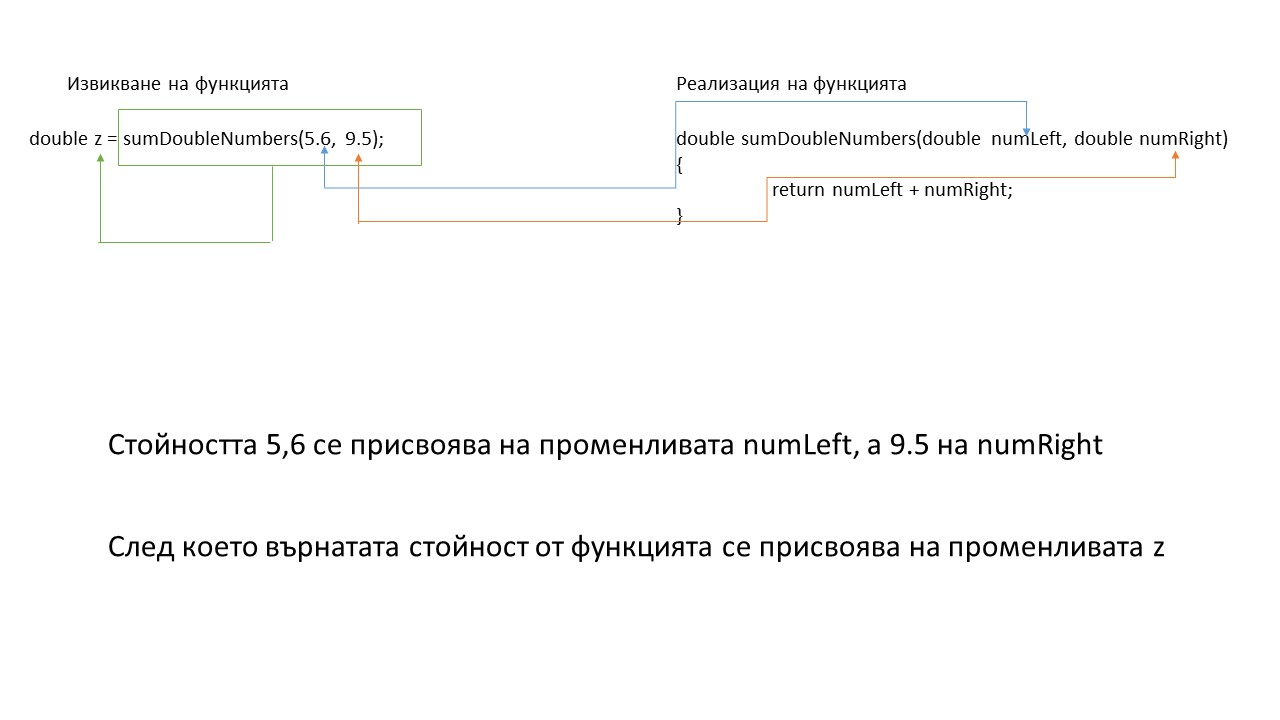 Извикване на функцията
double z = sumDoubleNumbers(5.6, 9.5);
Реализация на функцията
double sumDoubleNumbers(double numLeft, double numRight)
{
return numLeft + numRight;
}
Стойността 5,6 се присвоява на променливата numLeft, а 9.5 на numRight
След което върнатата стойност от функцията се присвоява на променливата z